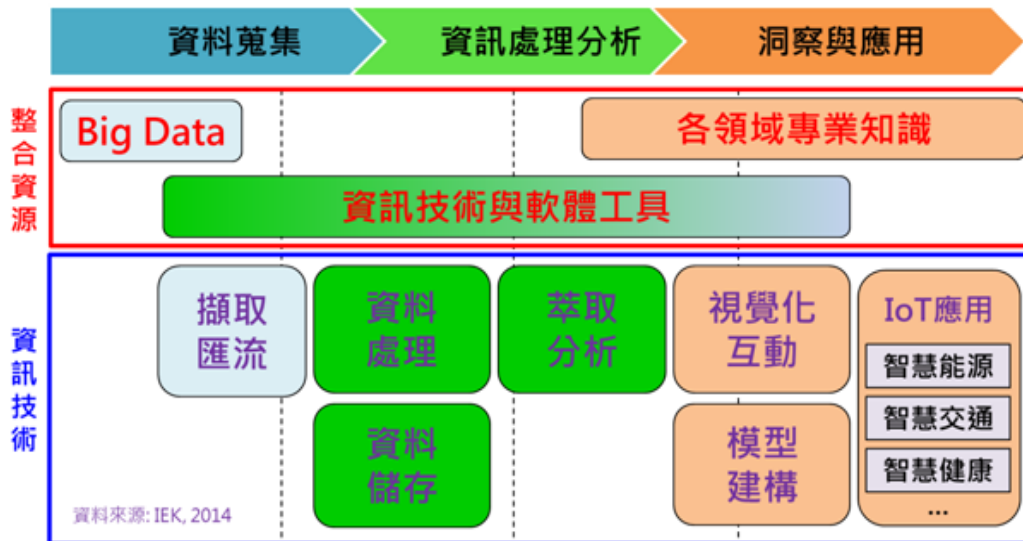 資料蒐集
資訊處理分析
洞察與應用
整合資源
Big Data
各領域專業知識
資訊技術與軟體工具
資訊技術
擷取
匯流
資料
處理
萃取
分析
視覺化
互動
IoT應用
智慧能源
智慧交通
智慧健康
...
資料
儲存
模型
建構
資料來源: IEK, 2014